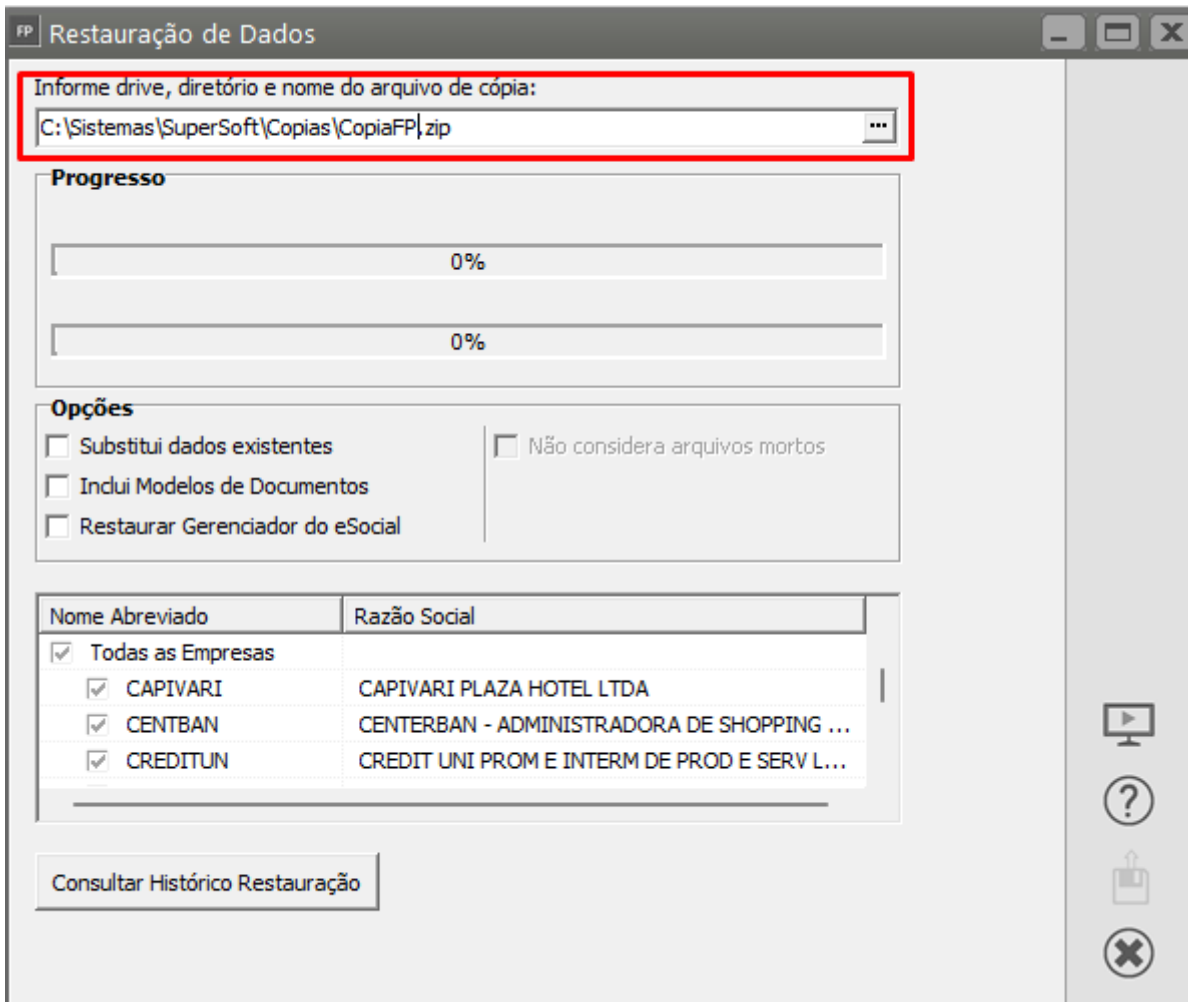 FP Restauração de Dados
Informe drive, diretório e nome do arquivo de cópia:
C:\Sistemas\SuperSoft\Copias\CopiaFP.zip ...
Progresso
0%
0%
Opções
Substitui dados existentes
Não considera arquivos mortos
Inclui Modelos de Documentos
Restaurar Gerenciador do eSocial
Nome Abreviado Razão Social
Todas as Empresas
CAPIVARI CAPIVARI PLAZA HOTEL LTDA
CENTBAN CENTERBAN - ADMINISTRADORA DE SHOPPING ...
CREDITUN CREDIT UNI PROM E INTERM DE PROD E SERV L...
Consultar Histórico Restauração